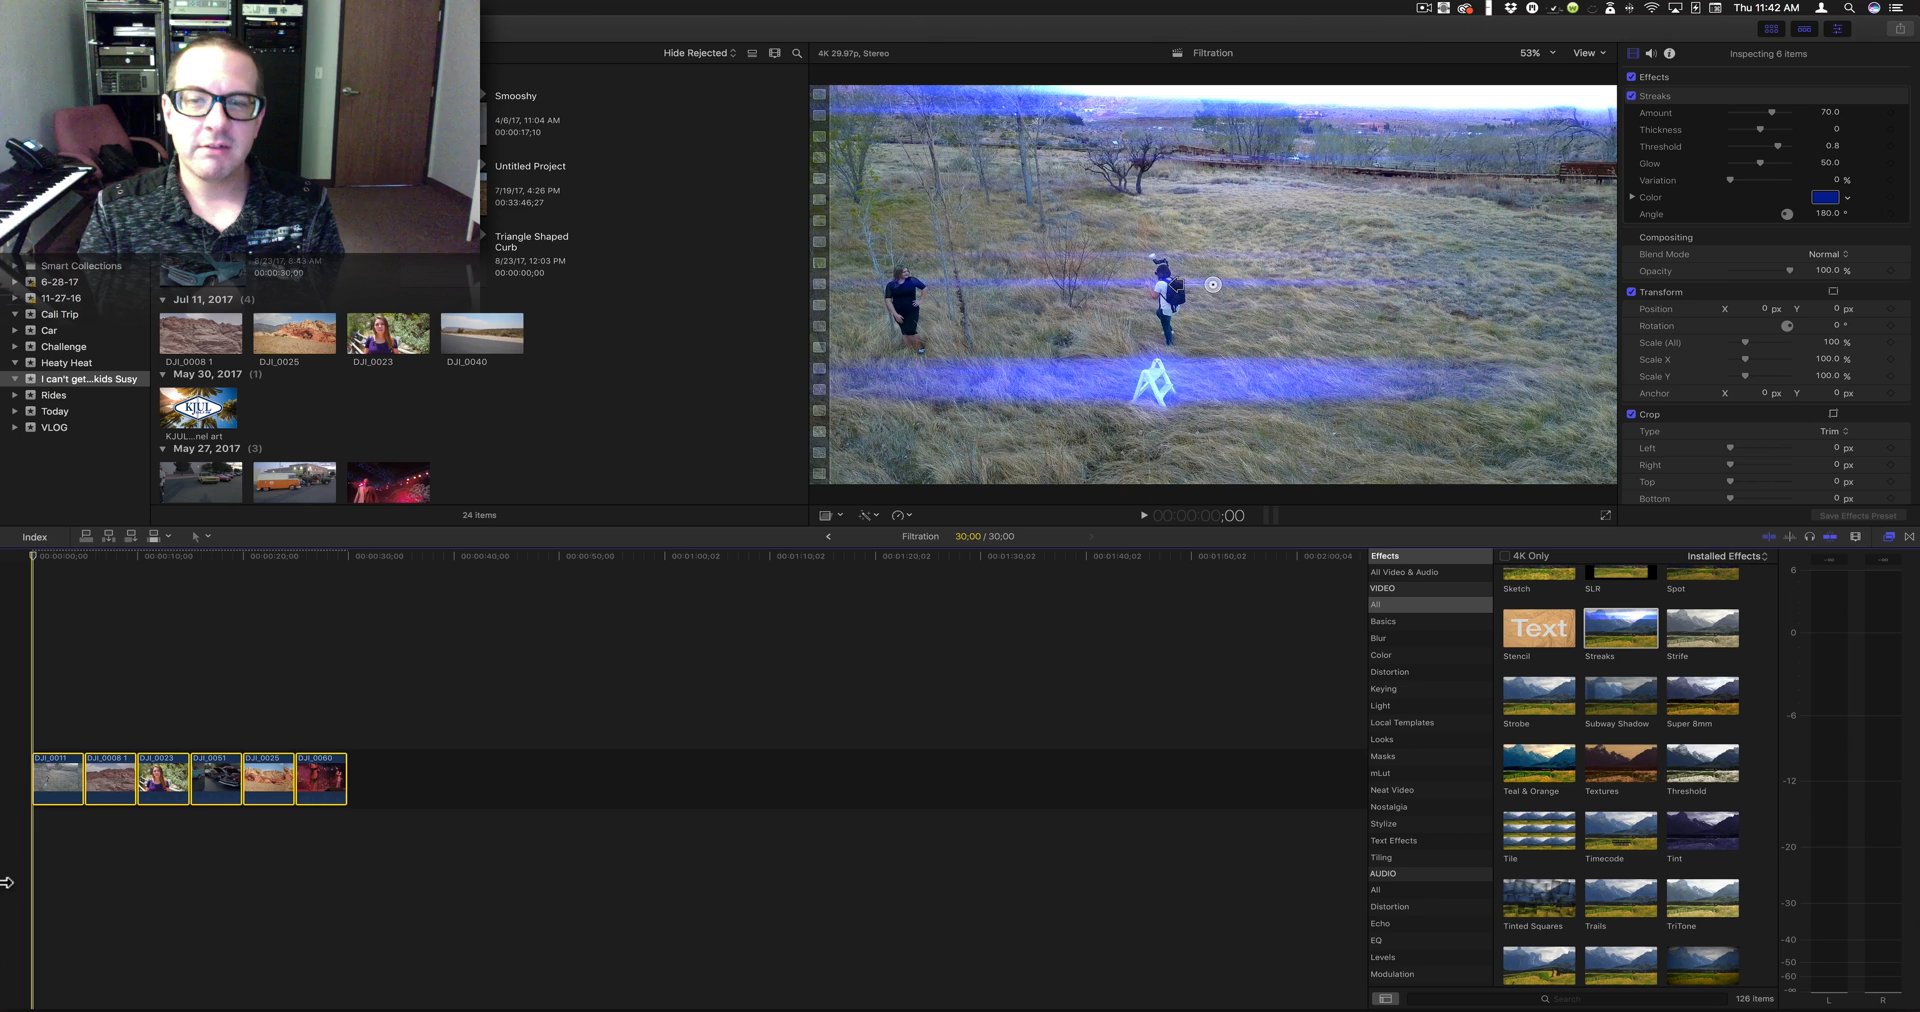 Thu 11:42 AM
Hide Rejected
4K 29.97p, Stereo
Filtration
53%
View
Inspecting 6 items
Smooshy
4/6/17, 11:04 AM
00:00:17;10
Untitled Project
7/19/17, 4:26 PM
00:33:46;27
Triangle Shaped
Curb
8/23/17, 12:03 PM
00:00:00;00
8/23/17, 8:43 AM
00:00:30;00
Smart Collections
6-28-17
11-27-16
Cali Trip
Car
Challenge
Heaty Heat
I can't get...kids Susy
Rides
Today
VLOG
Jul 11, 2017 (4)
DJI_0008 1
DJI_0025
DJI_0023
DJI_0040
May 30, 2017 (1)
KJUL
KJUL...nel art
May 27, 2017 (3)
24 items
Effects
Streaks
Amount 70.0
Thickness 0
Threshold 0.8
Glow 50.0
Variation 0 %
Color
Angle 180.0 °
Compositing
Blend Mode Normal
Opacity 100.0 %
Transform
Position X 0 px Y 0 px
Rotation 0 °
Scale (All) 100 %
Scale X 100.0 %
Scale Y 100.0 %
Anchor X 0 px Y 0 px
Crop
Type Trim
Left 0 px
Right 0 px
Top 0 px
Bottom 0 px
Save Effects Preset
00:00:00;00
Index
Filtration 30;00 / 30;00
00:00:00;00
00:00:10;00
00:00:20;00
00:00:30;00
00:00:40;00
00:00:50;00
00:01:00;02
00:01:10;02
00:01:20;02
00:01:30;02
00:01:40;02
00:01:50;02
00:02:00;04
DJI_0011
DJI_0008 1
DJI_0023
DJI_0051
DJI_0025
DJI_0060
Effects
4K Only
Installed Effects
All Video & Audio
VIDEO
All
Basics
Blur
Color
Distortion
Keying
Light
Local Templates
Looks
Masks
mLut
Neat Video
Nostalgia
Stylize
Text Effects
Tiling
AUDIO
All
Distortion
Echo
EQ
Levels
Modulation
Sketch
SLR
Spot
Text
Stencil
Streaks
Strife
Strobe
Subway Shadow
Super 8mm
Teal & Orange
Textures
Threshold
Tile
Timecode
Tint
Tinted Squares
Trails
TriTone
Search
126 items
6
0
-6
-12
-20
-30
-40
-50
-60
-∞
L
R